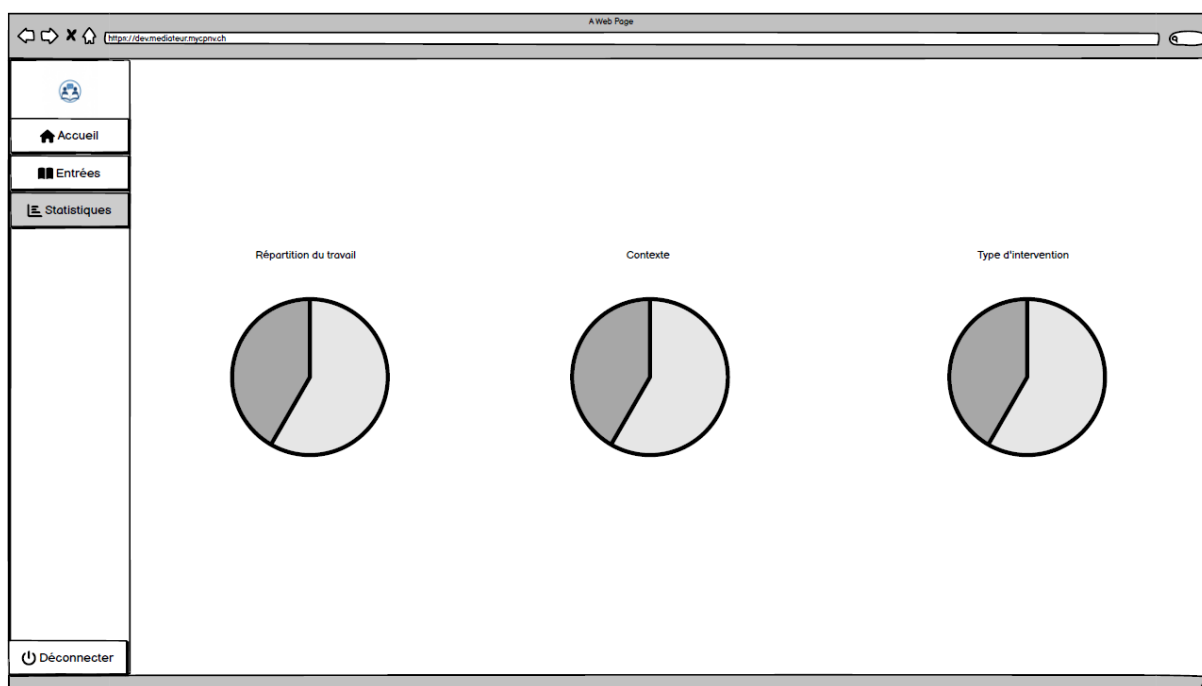 A Web Page
https://dev.mediateur.mycpnv.ch
Accueil
Entrées
Statistiques
Répartition du travail
Contexte
Type d'intervention
Déconnecter